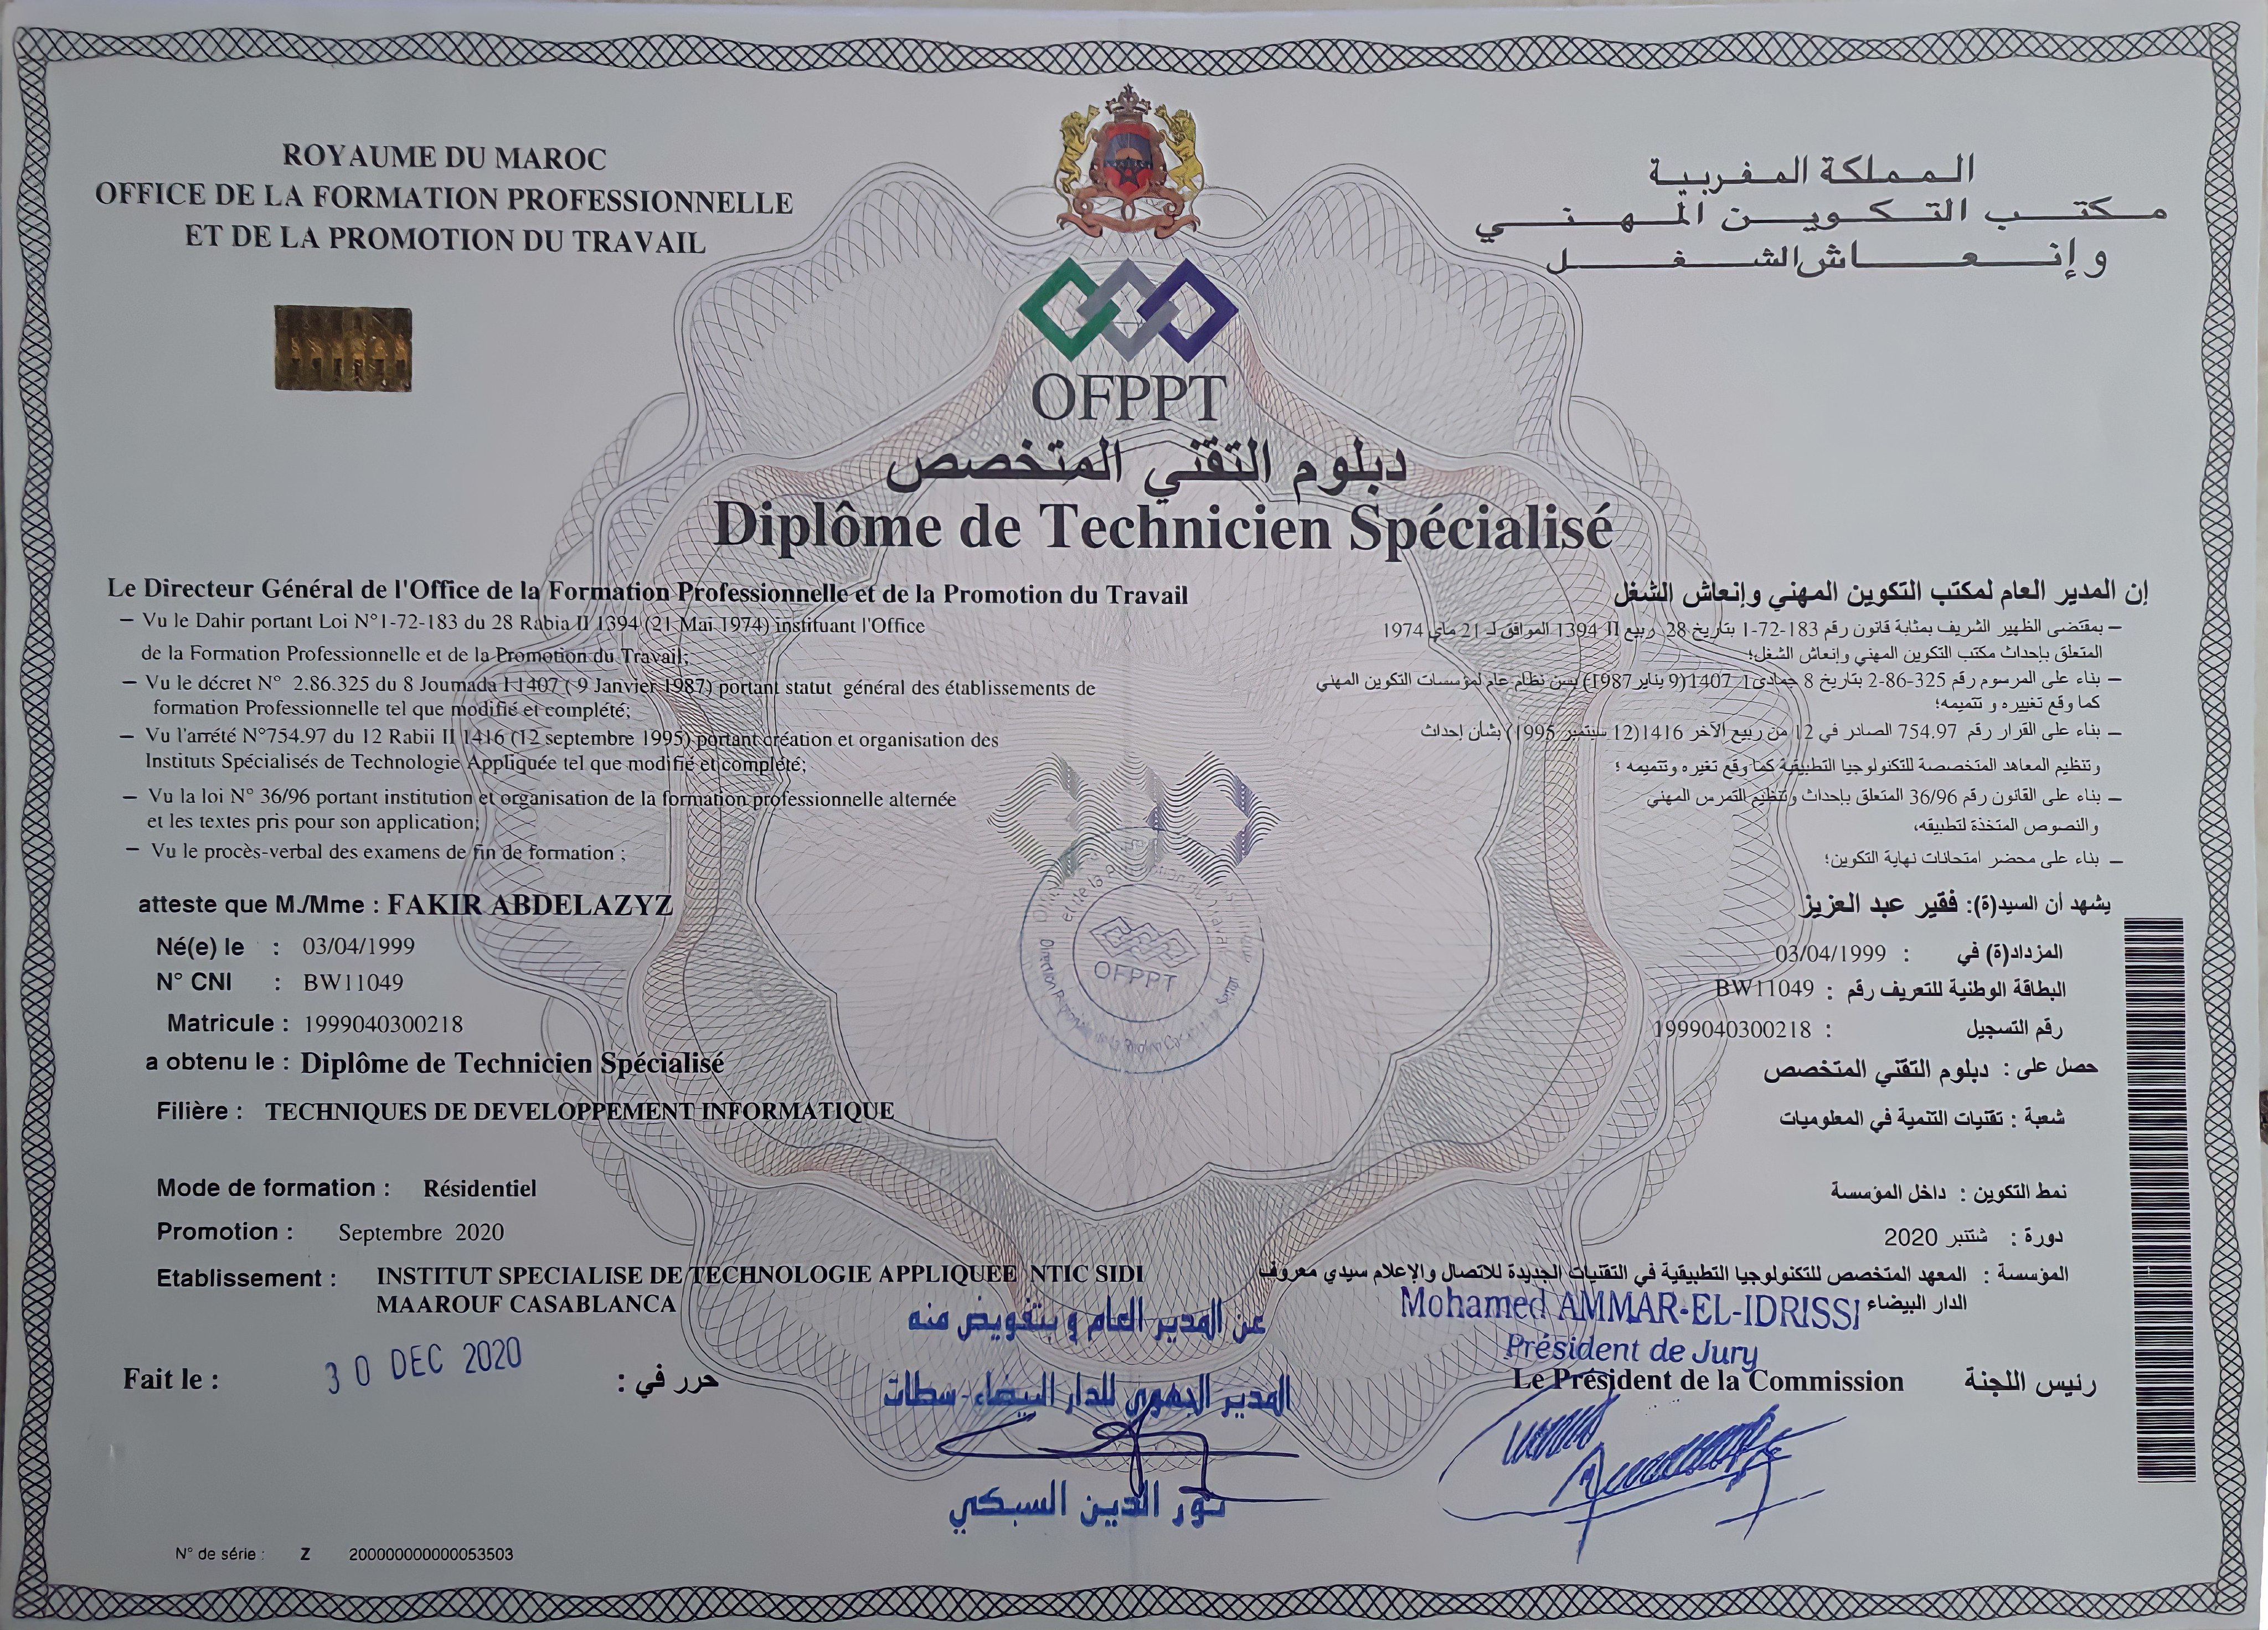 ROYAUME DU MAROC
OFFICE DE LA FORMATION PROFESSIONNELLE
ET DE LA PROMOTION DU TRAVAIL
المملكة المغربية
مكتب التكوين المهني
وإنعاش الشغل
OFPPT
دبلوم التقني المتخصص
Diplôme de Technicien Spécialisé
Le Directeur Général de l'Office de la Formation Professionnelle et de la Promotion du Travail
– Vu le Dahir portant Loi N°1-72-183 du 28 Rabia II 1394 (21 Mai 1974) instituant l'Office
de la Formation Professionnelle et de la Promotion du Travail;
– Vu le décret N° 2.86.325 du 8 Joumada I 1407 ( 9 Janvier 1987) portant statut général des établissements de
formation Professionnelle tel que modifié et complété;
– Vu l'arrété N°754.97 du 12 Rabii II 1416 (12 septembre 1995) portant création et organisation des
Instituts Spécialisés de Technologie Appliquée tel que modifié et complété;
– Vu la loi N° 36/96 portant institution et organisation de la formation professionnelle alternée
et les textes pris pour son application;
– Vu le procès-verbal des examens de fin de formation ;
إن المدير العام لمكتب التكوين المهني وإنعاش الشغل
– بمقتضى الظهير الشريف بمثابة قانون رقم 183-72-1 بتاريخ 28 ربيع II 1394 الموافق لـ 21 ماي 1974
المتعلق بإحداث مكتب التكوين المهني وإنعاش الشغل؛
– بناء على المرسوم رقم 325-86-2 بتاريخ 8 جمادى1 1407(9 يناير 1987) بسن نظام عام لمؤسسات التكوين المهني
كما وقع تغييره و تتميمه؛
– بناء على القرار رقم 754.97 الصادر في 12 من ربيع الآخر 1416(12 سبتمبر 1995) بشأن إحداث
وتنظيم المعاهد المتخصصة للتكنولوجيا التطبيقية كما وقع تغيره وتتميمه ؛
– بناء على القانون رقم 36/96 المتعلق بإحداث وتنظيم التمرس المهني
والنصوص المتخذة لتطبيقه،
– بناء على محضر امتحانات نهاية التكوين؛
atteste que M./Mme : FAKIR ABDELAZYZ
Né(e) le : 03/04/1999
N° CNI : BW11049
Matricule : 1999040300218
a obtenu le : Diplôme de Technicien Spécialisé
Filière : TECHNIQUES DE DEVELOPPEMENT INFORMATIQUE
Mode de formation : Résidentiel
Promotion : Septembre 2020
Etablissement : INSTITUT SPECIALISE DE TECHNOLOGIE APPLIQUEE NTIC SIDI
MAAROUF CASABLANCA
يشهد أن السيد(ة): فقير عبد العزيز
المزداد(ة) في : 03/04/1999
البطاقة الوطنية للتعريف رقم : BW11049
رقم التسجيل : 1999040300218
حصل على : دبلوم التقني المتخصص
شعبة : تقنيات التنمية في المعلوميات
نمط التكوين : داخل المؤسسة
دورة : شتنبر 2020
المؤسسة : المعهد المتخصص للتكنولوجيا التطبيقية في التقنيات الجديدة للاتصال والإعلام سيدي معروف
الدار البيضاء
OFPPT
Fait le : 30 DEC 2020 حرر في :
عن المدير العام و بتفويض منه
المدير الجهوي للدار البيضاء-سطات
نور الدين السبكي
Mohamed AMMAR-EL-IDRISSI
Président de Jury
Le Président de la Commission رئيس اللجنة
N° de série : Z 200000000000053503